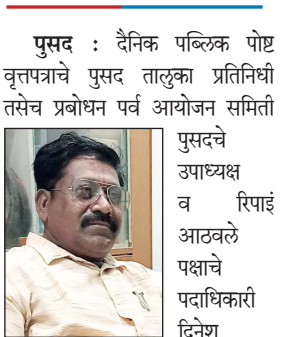 पुसद : दैनिक पब्लिक पोष्ट
वृत्तपत्राचे पुसद तालुका प्रतिनिधी
तसेच प्रबोधन पर्व आयोजन समिती
पुसदचे
उपाध्यक्ष
व रिपाइं
आठवले
पक्षाचे
पदाधिकारी
दिनेश